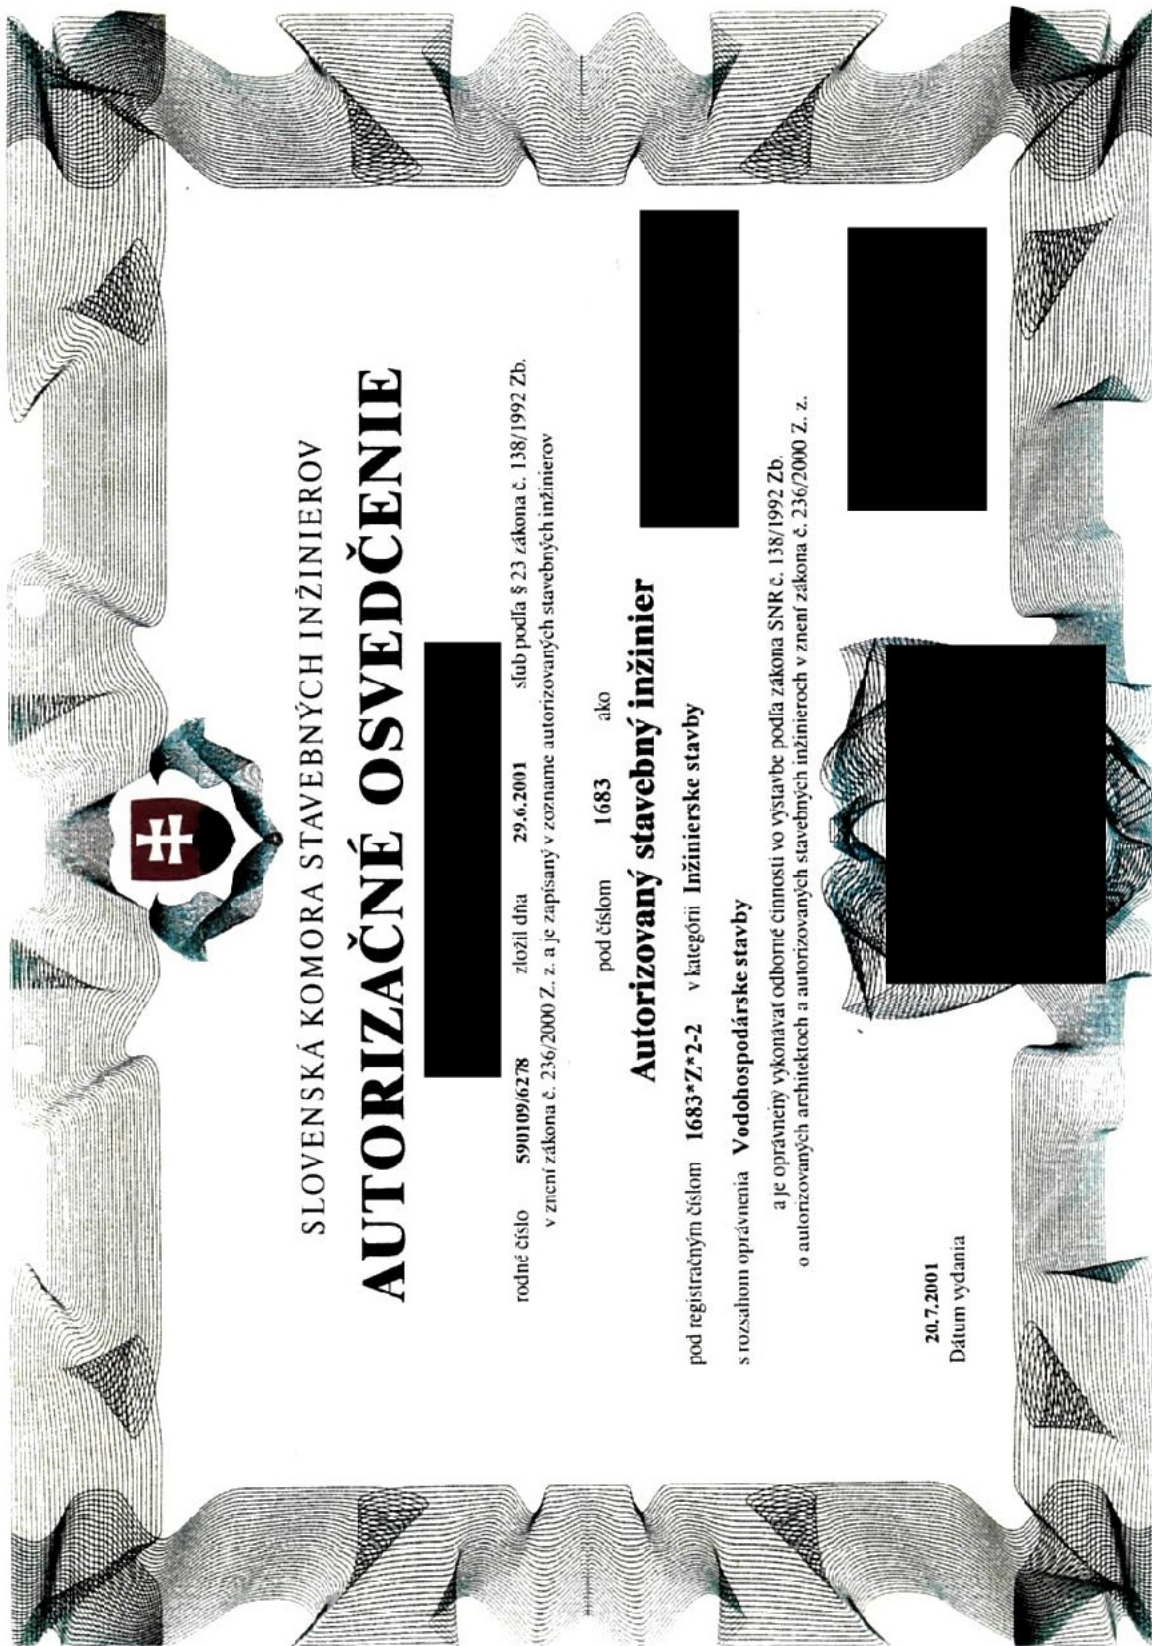 SLOVENSKÁ KOMORA STAVEBNÝCH INŽINIEROV
AUTORIZAČNÉ OSVEDČENIE
rodné číslo 590109/6278 zložil dňa 29.6.2001 sľub podľa § 23 zákona č. 138/1992 Zb.
v znení zákona č. 236/2000 Z. z. a je zapísaný v zozname autorizovaných stavebných inžinierov
pod číslom 1683 ako
Autorizovaný stavebný inžinier
pod registračným číslom 1683*Z*2-2 v kategórii Inžinierske stavby
s rozsahom oprávnenia Vodohospodárske stavby
a je oprávnený vykonávať odborné činnosti vo výstavbe podľa zákona SNR č. 138/1992 Zb.
o autorizovaných architektoch a autorizovaných stavebných inžinieroch v znení zákona č. 236/2000 Z. z.
20.7.2001
Dátum vydania